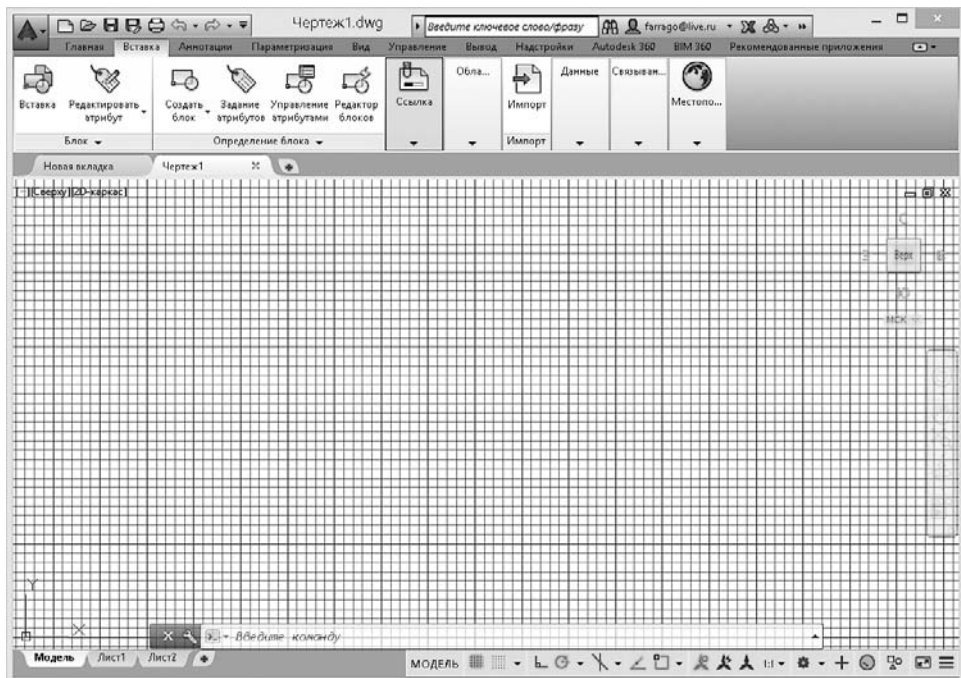 Чертеж1.dwg Введите ключевое слово/фразу farrago@live.ru
Главная Вставка Аннотации Параметризация Вид Управление Вывод Надстройки Autodesk 360 BIM 360 Рекомендованные приложения
Вставка Редактировать атрибут Создать блок Задание атрибутов Управление атрибутами Редактор блоков Ссылка Обла... Импорт Данные Связыван... Местопо...
Блок Определение блока Импорт
Новая вкладка Чертеж1
[-][Сверху][2D-каркас]
С
Верх
Ю
МСК
Y
X
Введите команду
Модель Лист1 Лист2
МОДЕЛЬ 1:1